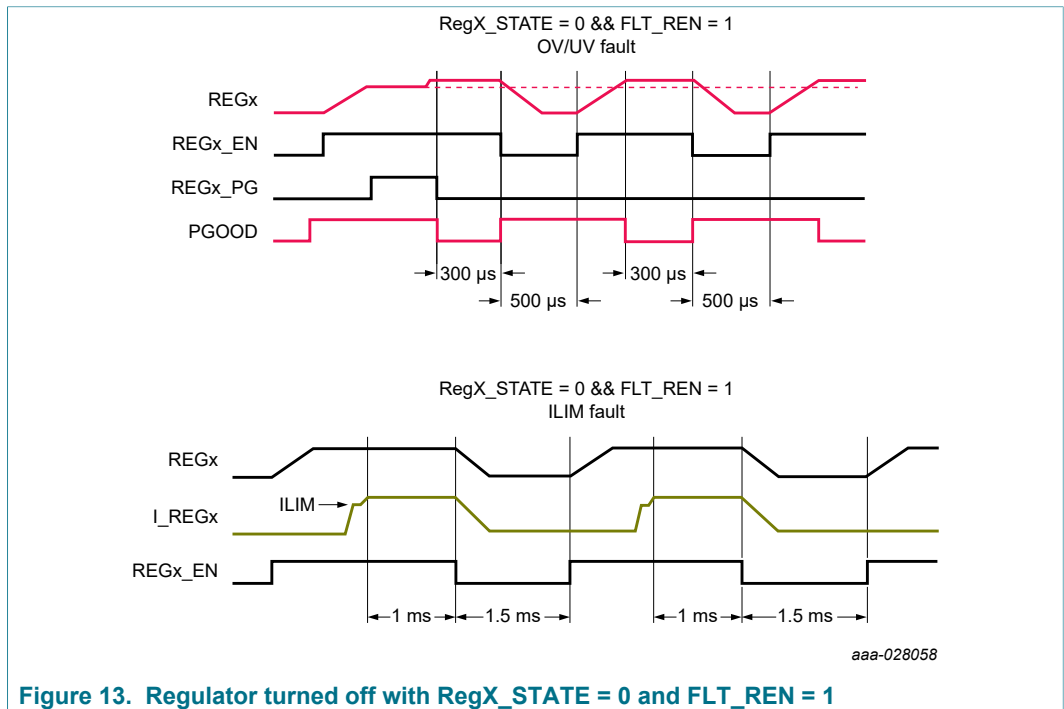 RegX_STATE = 0 && FLT_REN = 1
OV/UV fault
REGx
REGx_EN
REGx_PG
PGOOD
300 µs
300 µs
500 µs
500 µs
RegX_STATE = 0 && FLT_REN = 1
ILIM fault
REGx
ILIM
I_REGx
REGx_EN
1 ms
1.5 ms
1 ms
1.5 ms
aaa-028058
Figure 13. Regulator turned off with RegX_STATE = 0 and FLT_REN = 1